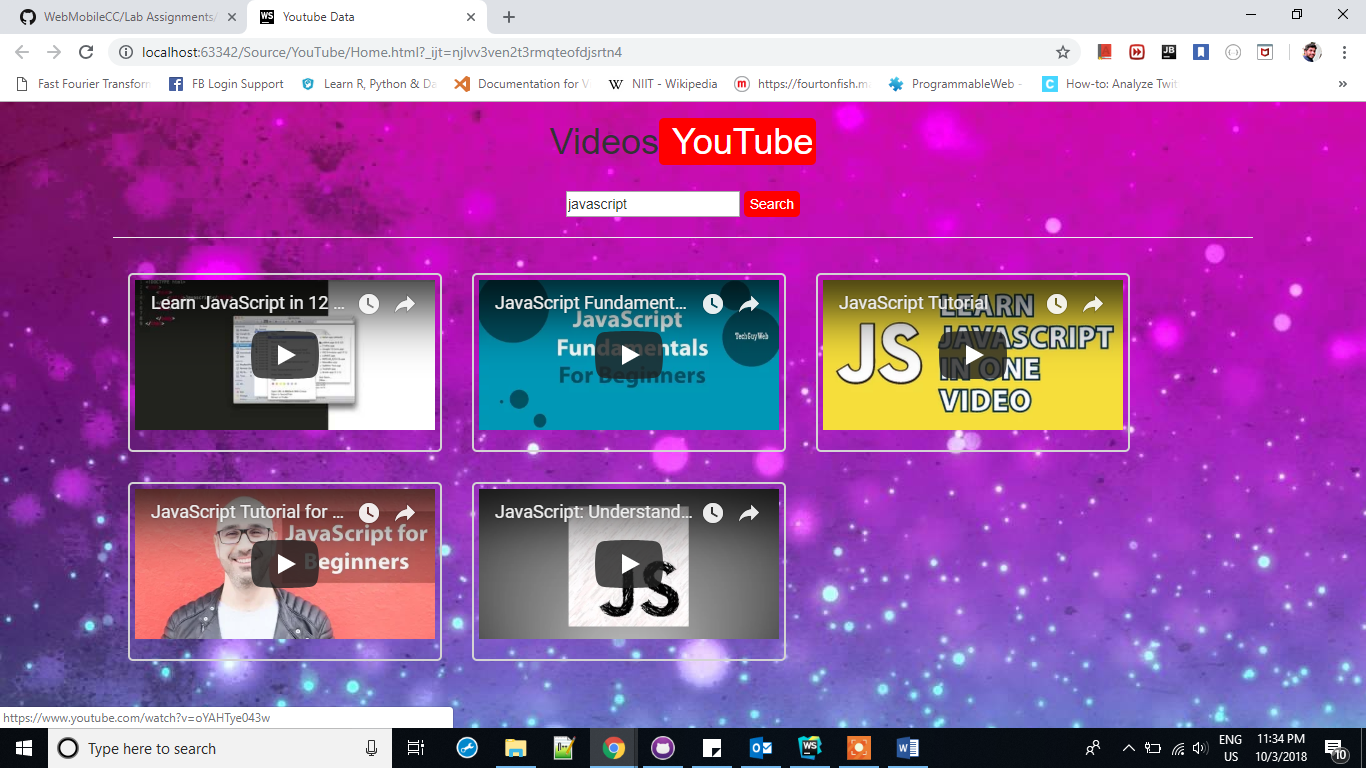 WebMobileCC/Lab Assignments/
WS Youtube Data
localhost:63342/Source/YouTube/Home.html?_ijt=njlvv3ven2t3rmqteofdjsrtn4
JB
Fast Fourier Transform
FB Login Support
Learn R, Python & Da
Documentation for V
W NIIT - Wikipedia
m https://fourtonfish.ma
ProgrammableWeb -
C How-to: Analyze Twit
Videos YouTube
javascript Search
Learn JavaScript in 12 ...
JavaScript Fundament...
JavaScript
Fundamentals
For Beginners
TechGuyWeb
JavaScript Tutorial
JS
LEARN
JAVASCRIPT
IN ONE
VIDEO
JavaScript Tutorial for ...
JavaScript for
Beginners
JavaScript: Understand...
JS
https://www.youtube.com/watch?v=oYAHTye043w
Type here to search
WS
ENG
US
11:34 PM
10/3/2018
10